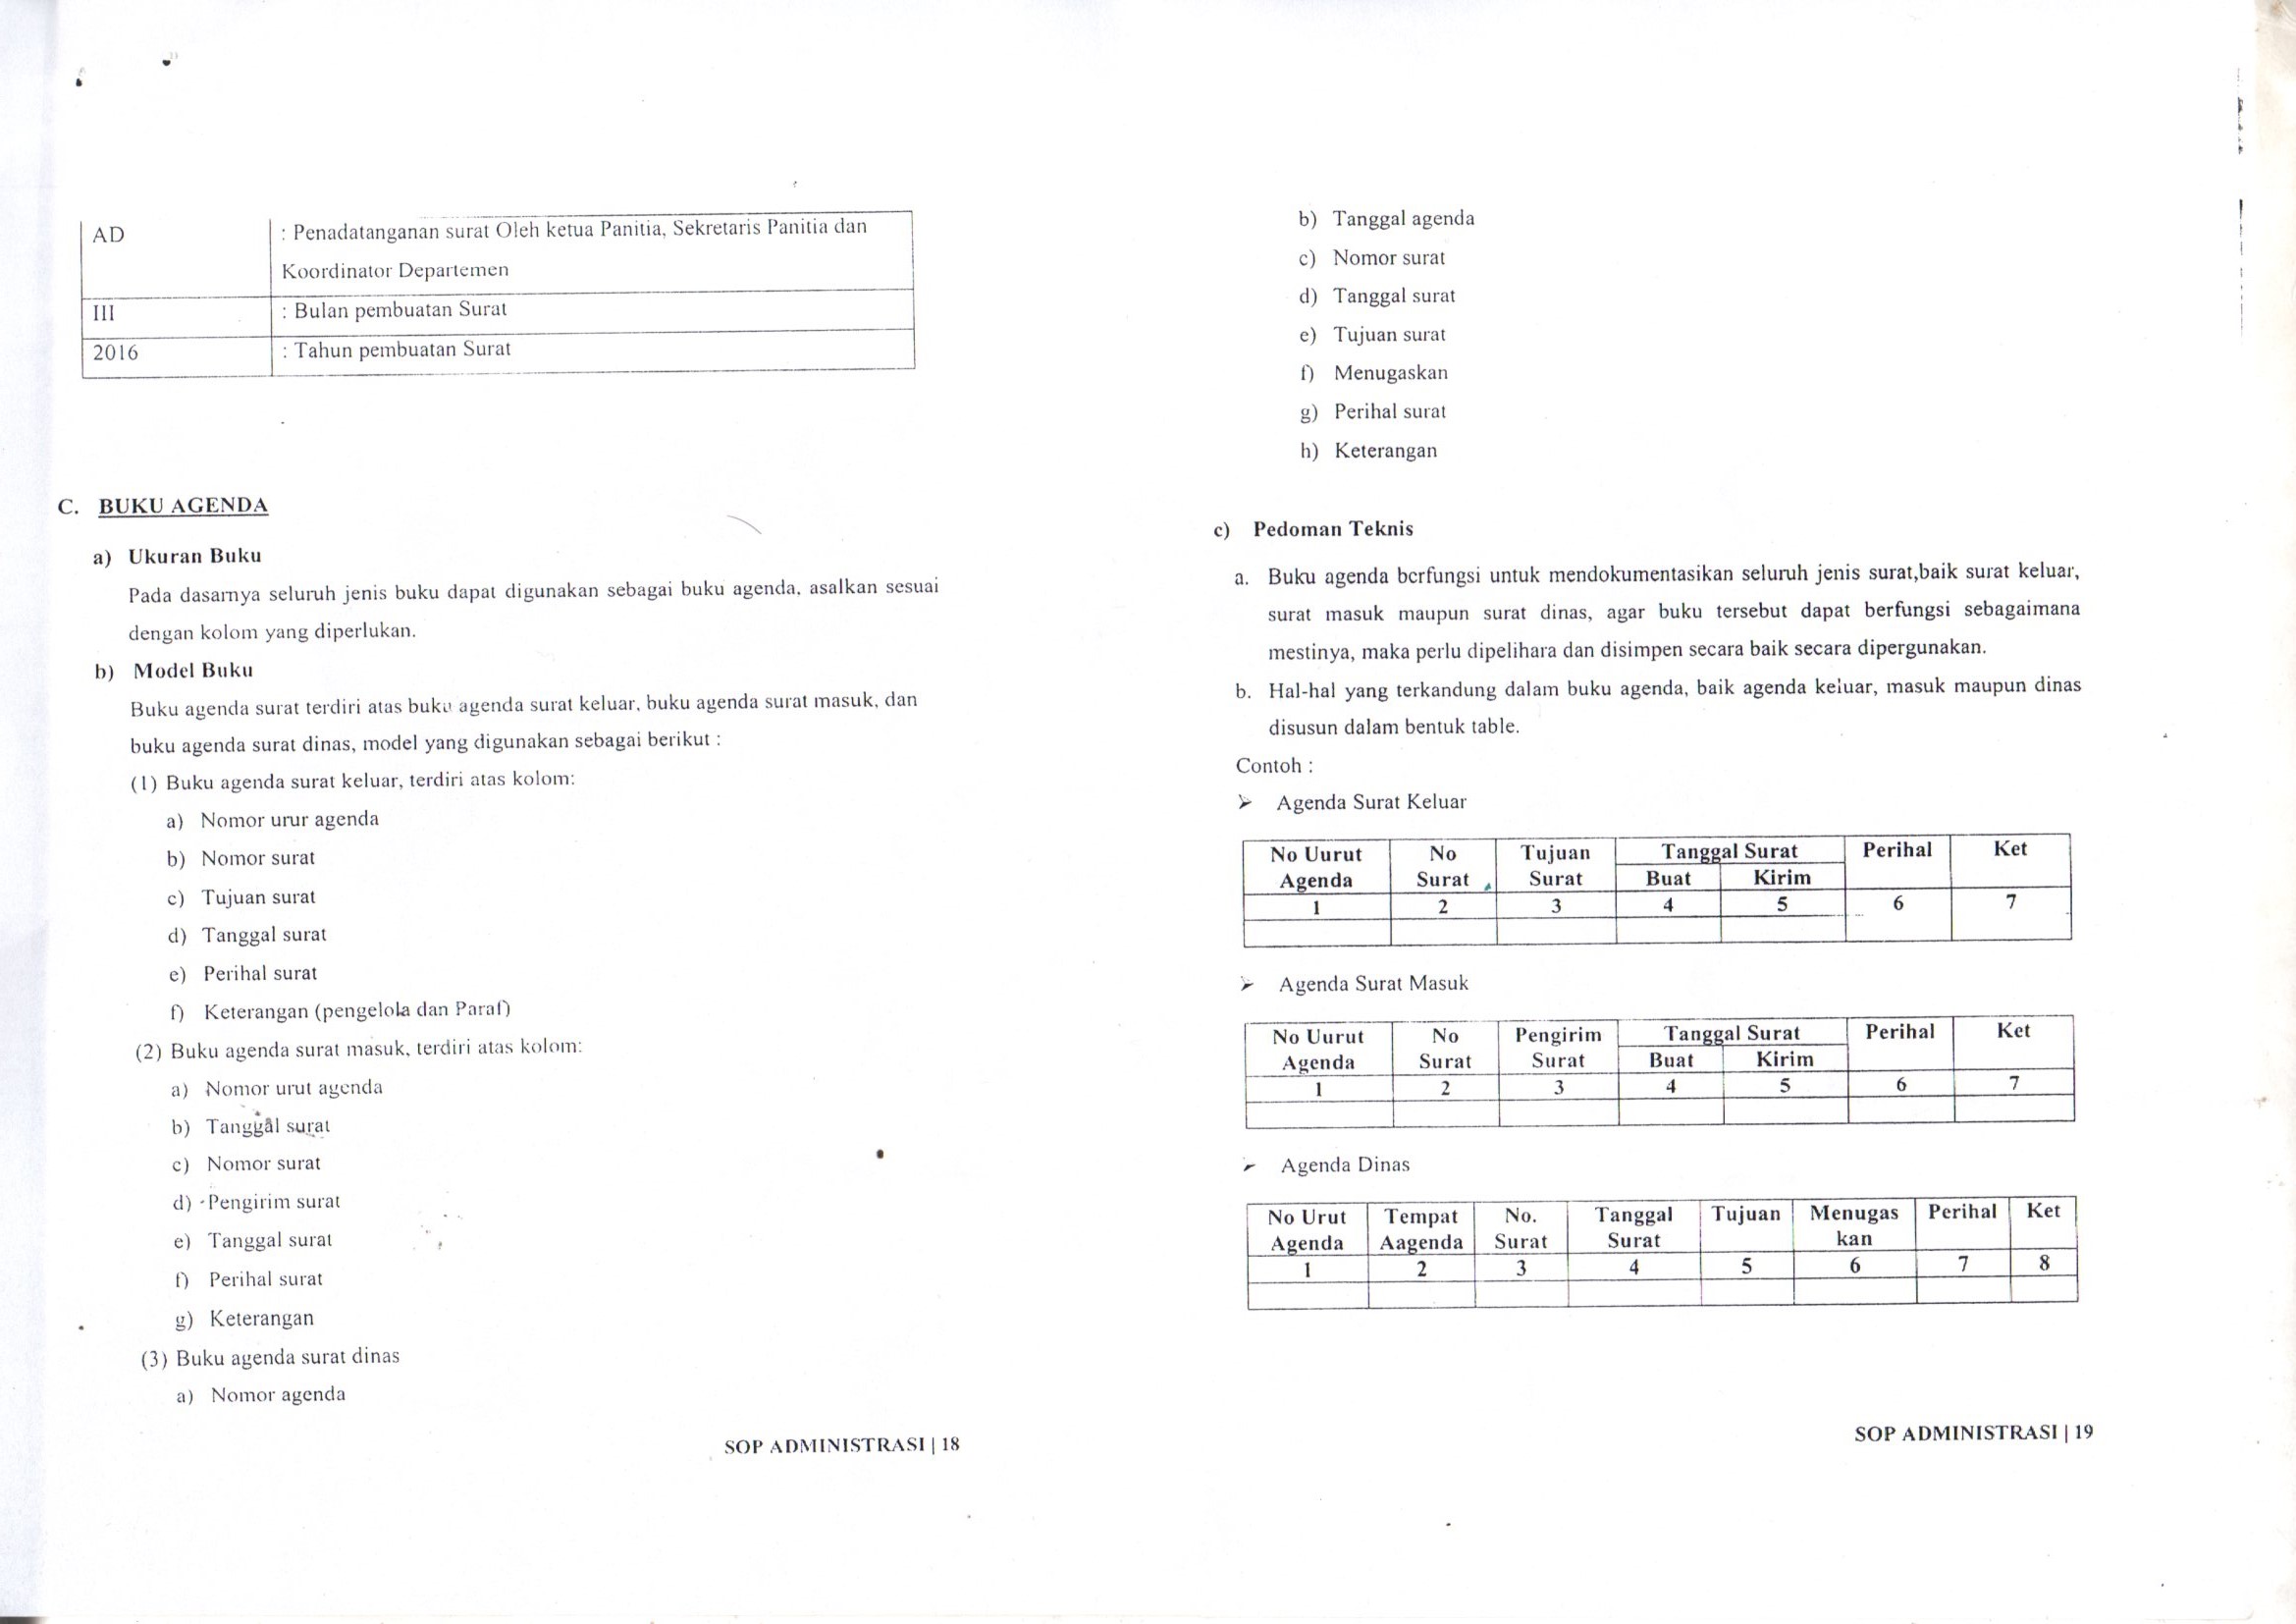 AD : Penadatanganan surat Oleh ketua Panitia, Sekretaris Panitia dan
Koordinator Departemen
III : Bulan pembuatan Surat
2016 : Tahun pembuatan Surat
C. BUKU AGENDA
a) Ukuran Buku
Pada dasarnya seluruh jenis buku dapat digunakan sebagai buku agenda, asalkan sesuai
dengan kolom yang diperlukan.
b) Model Buku
Buku agenda surat terdiri atas buku agenda surat keluar, buku agenda surat masuk, dan
buku agenda surat dinas, model yang digunakan sebagai berikut :
(1) Buku agenda surat keluar, terdiri atas kolom:
a) Nomor urur agenda
b) Nomor surat
c) Tujuan surat
d) Tanggal surat
e) Perihal surat
f) Keterangan (pengelola dan Paraf)
(2) Buku agenda surat masuk, terdiri atas kolom:
a) Nomor urut agenda
b) Tanggal surat
c) Nomor surat
d) Pengirim surat
e) Tanggal surat
f) Perihal surat
g) Keterangan
(3) Buku agenda surat dinas
a) Nomor agenda
SOP ADMINISTRASI | 18
b) Tanggal agenda
c) Nomor surat
d) Tanggal surat
e) Tujuan surat
f) Menugaskan
g) Perihal surat
h) Keterangan
c) Pedoman Teknis
a. Buku agenda berfungsi untuk mendokumentasikan seluruh jenis surat,baik surat keluar,
surat masuk maupun surat dinas, agar buku tersebut dapat berfungsi sebagaimana
mestinya, maka perlu dipelihara dan disimpen secara baik secara dipergunakan.
b. Hal-hal yang terkandung dalam buku agenda, baik agenda keluar, masuk maupun dinas
disusun dalam bentuk table.
Contoh :
➢ Agenda Surat Keluar
No Uurut No Tujuan Tanggal Surat Perihal Ket
Agenda Surat Surat Buat Kirim
1 2 3 4 5 6 7
➢ Agenda Surat Masuk
No Uurut No Pengirim Tanggal Surat Perihal Ket
Agenda Surat Surat Buat Kirim
1 2 3 4 5 6 7
➢ Agenda Dinas
No Urut Tempat No. Tanggal Tujuan Menugas Perihal Ket
Agenda Aagenda Surat Surat kan
1 2 3 4 5 6 7 8
SOP ADMINISTRASI | 19